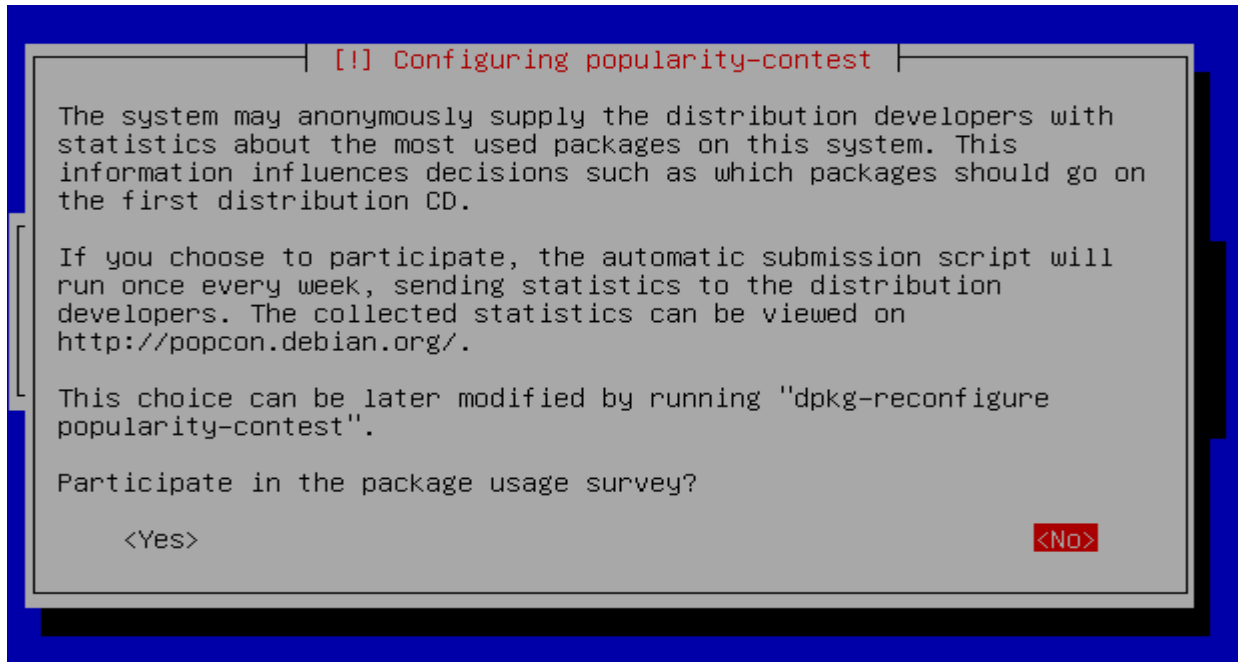 [!] Configuring popularity-contest
The system may anonymously supply the distribution developers with
statistics about the most used packages on this system. This
information influences decisions such as which packages should go on
the first distribution CD.
If you choose to participate, the automatic submission script will
run once every week, sending statistics to the distribution
developers. The collected statistics can be viewed on
http://popcon.debian.org/.
This choice can be later modified by running "dpkg-reconfigure
popularity-contest".
Participate in the package usage survey?
<Yes> <No>